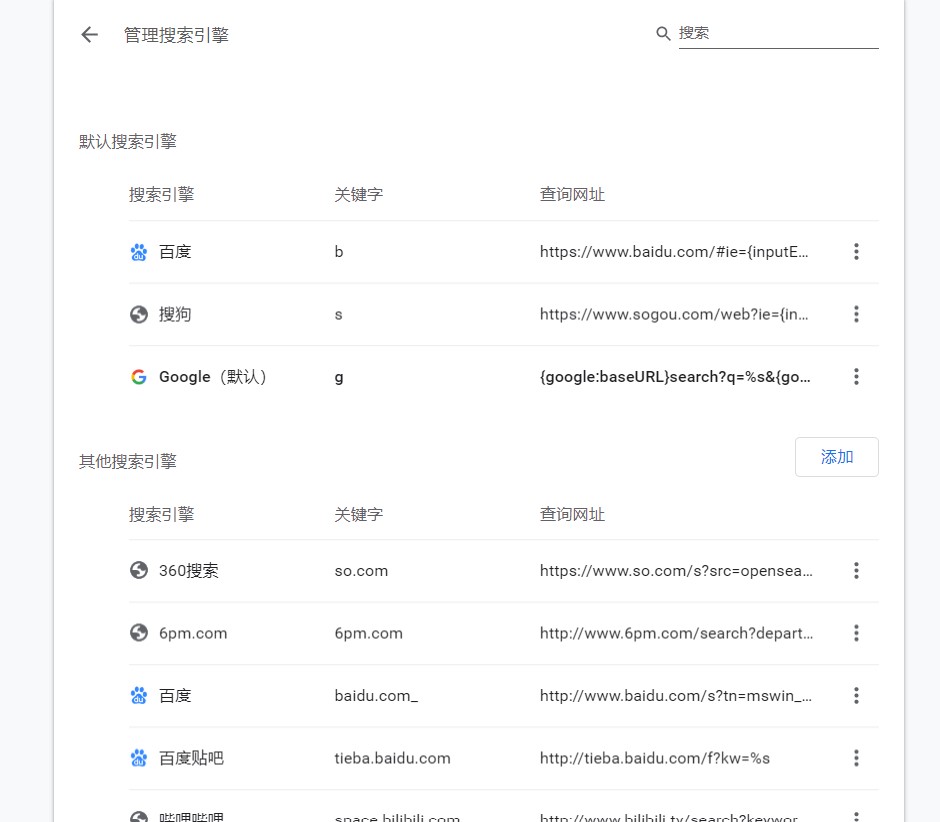 管理搜索引擎
搜索
默认搜索引擎
搜索引擎 关键字 查询网址
百度 b https://www.baidu.com/#ie={inputE...
搜狗 s https://www.sogou.com/web?ie={in...
Google（默认） g {google:baseURL}search?q=%s&{go...
其他搜索引擎 添加
搜索引擎 关键字 查询网址
360搜索 so.com https://www.so.com/s?src=opensea...
6pm.com 6pm.com http://www.6pm.com/search?depart...
百度 baidu.com_ http://www.baidu.com/s?tn=mswin_...
百度贴吧 tieba.baidu.com http://tieba.baidu.com/f?kw=%s
哔哩哔哩 space.bilibili.com http://www.bilibili.tv/search?keywor...